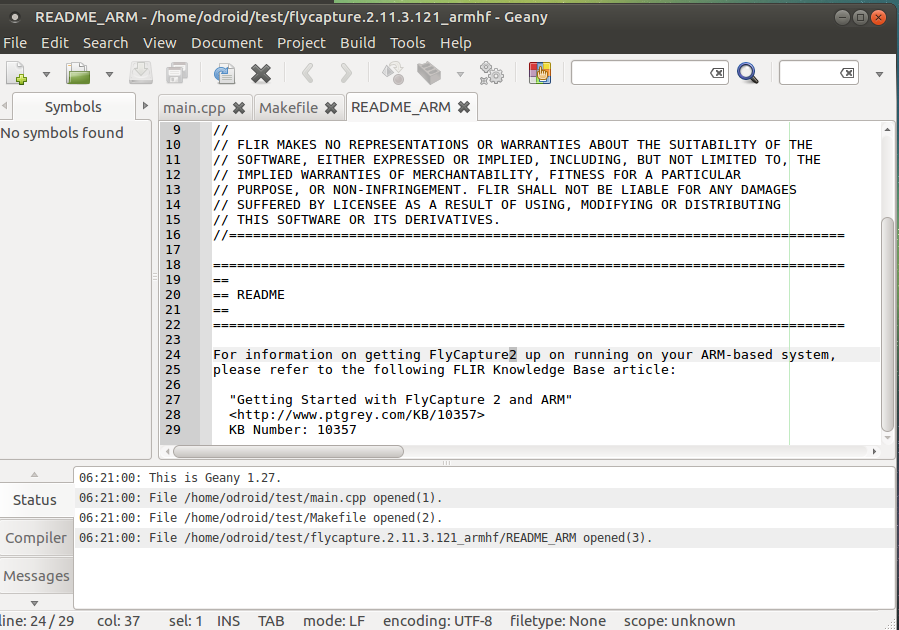 README_ARM - /home/odroid/test/flycapture.2.11.3.121_armhf - Geany
File Edit Search View Document Project Build Tools Help
Symbols
main.cpp Makefile README_ARM
No symbols found
9 //
10 // FLIR MAKES NO REPRESENTATIONS OR WARRANTIES ABOUT THE SUITABILITY OF THE
11 // SOFTWARE, EITHER EXPRESSED OR IMPLIED, INCLUDING, BUT NOT LIMITED TO, THE
12 // IMPLIED WARRANTIES OF MERCHANTABILITY, FITNESS FOR A PARTICULAR
13 // PURPOSE, OR NON-INFRINGEMENT. FLIR SHALL NOT BE LIABLE FOR ANY DAMAGES
14 // SUFFERED BY LICENSEE AS A RESULT OF USING, MODIFYING OR DISTRIBUTING
15 // THIS SOFTWARE OR ITS DERIVATIVES.
16 //=============================================================================
17
18 ===============================================================================
19 ==
20 == README
21 ==
22 ===============================================================================
23
24 For information on getting FlyCapture2 up on running on your ARM-based system,
25 please refer to the following FLIR Knowledge Base article:
26
27 "Getting Started with FlyCapture 2 and ARM"
28 <http://www.ptgrey.com/KB/10357>
29 KB Number: 10357
Status
Compiler
Messages
06:21:00: This is Geany 1.27.
06:21:00: File /home/odroid/test/main.cpp opened(1).
06:21:00: File /home/odroid/test/Makefile opened(2).
06:21:00: File /home/odroid/test/flycapture.2.11.3.121_armhf/README_ARM opened(3).
line: 24 / 29 col: 37 sel: 1 INS TAB mode: LF encoding: UTF-8 filetype: None scope: unknown